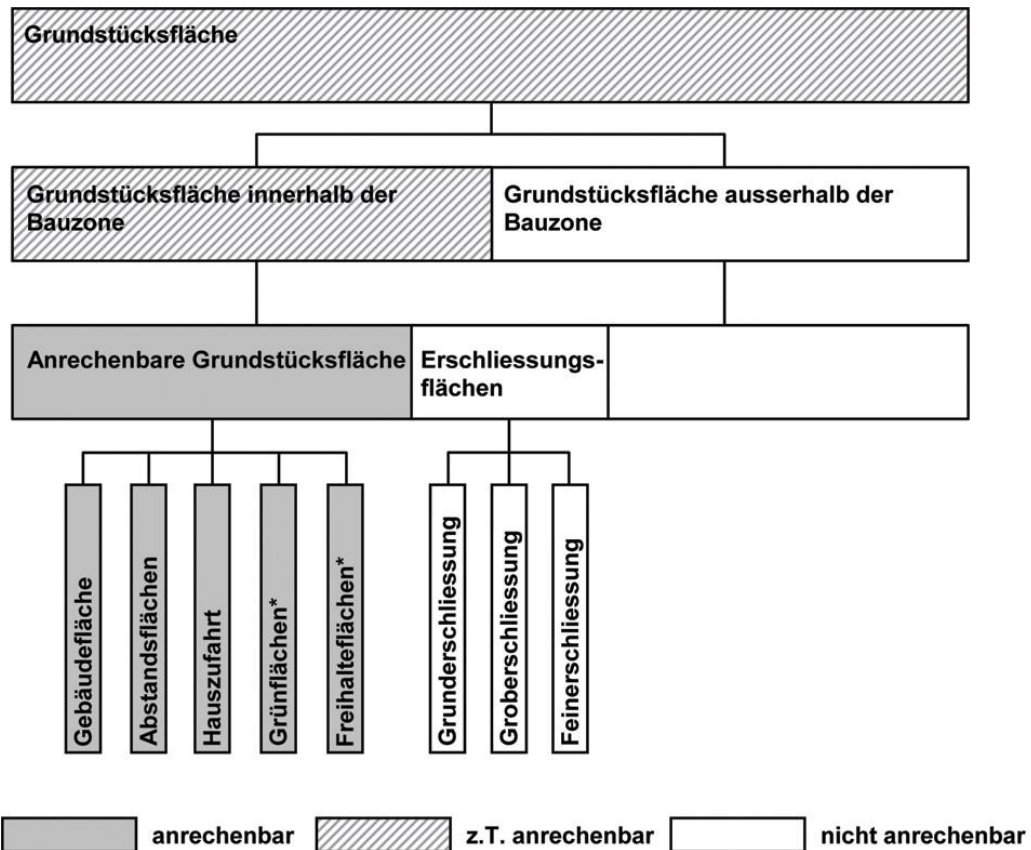 Grundstücksfläche
Grundstücksfläche innerhalb der
Bauzone
Grundstücksfläche ausserhalb der
Bauzone
Anrechenbare Grundstücksfläche
Erschliessungs-
flächen
Gebäudefläche
Abstandsflächen
Hauszufahrt
Grünflächen*
Freihalteflächen*
Grunderschliessung
Groberschliessung
Feinerschliessung
anrechenbar
z.T. anrechenbar
nicht anrechenbar